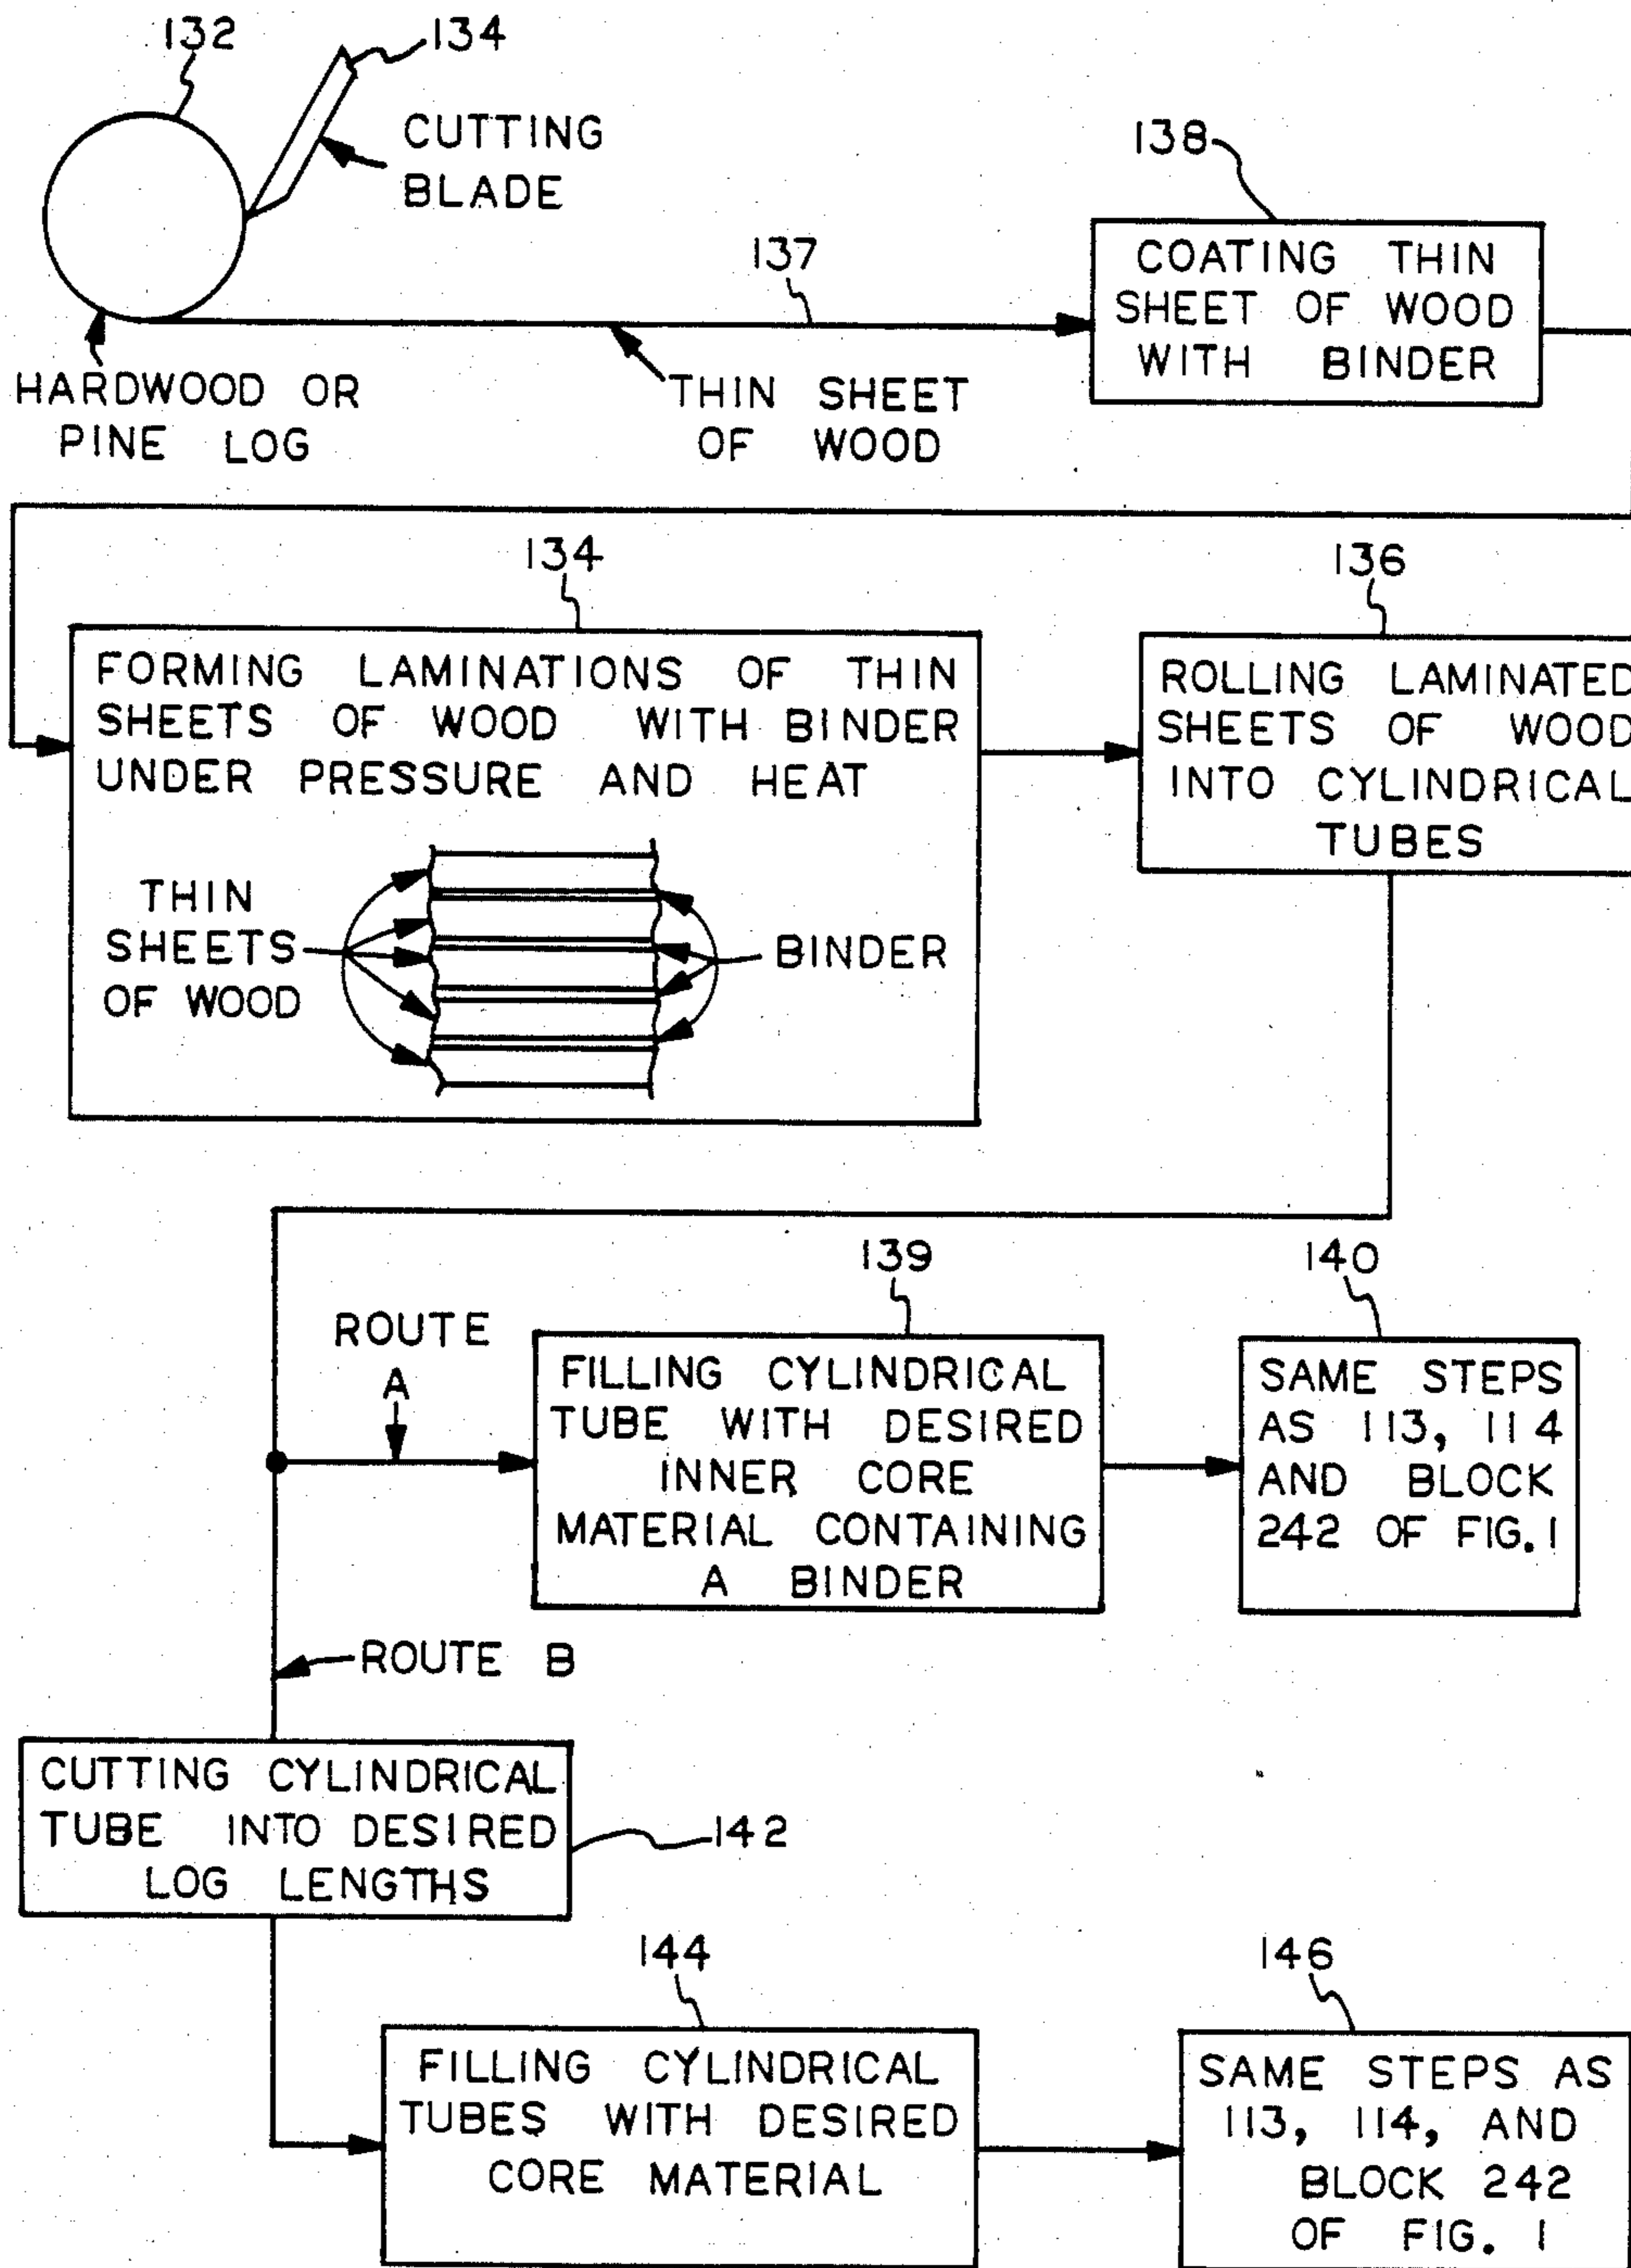 132
134
CUTTING
BLADE
HARDWOOD OR
PINE LOG
137
THIN SHEET
OF WOOD
138
COATING THIN
SHEET OF WOOD
WITH BINDER
134
FORMING LAMINATIONS OF THIN
SHEETS OF WOOD WITH BINDER
UNDER PRESSURE AND HEAT
THIN
SHEETS
OF WOOD
BINDER
136
ROLLING LAMINATED
SHEETS OF WOOD
INTO CYLINDRICAL
TUBES
ROUTE
A
139
FILLING CYLINDRICAL
TUBE WITH DESIRED
INNER CORE
MATERIAL CONTAINING
A BINDER
140
SAME STEPS
AS 113, 114
AND BLOCK
242 OF FIG. 1
ROUTE B
CUTTING CYLINDRICAL
TUBE INTO DESIRED
LOG LENGTHS
142
144
FILLING CYLINDRICAL
TUBES WITH DESIRED
CORE MATERIAL
146
SAME STEPS AS
113, 114, AND
BLOCK 242
OF FIG. 1